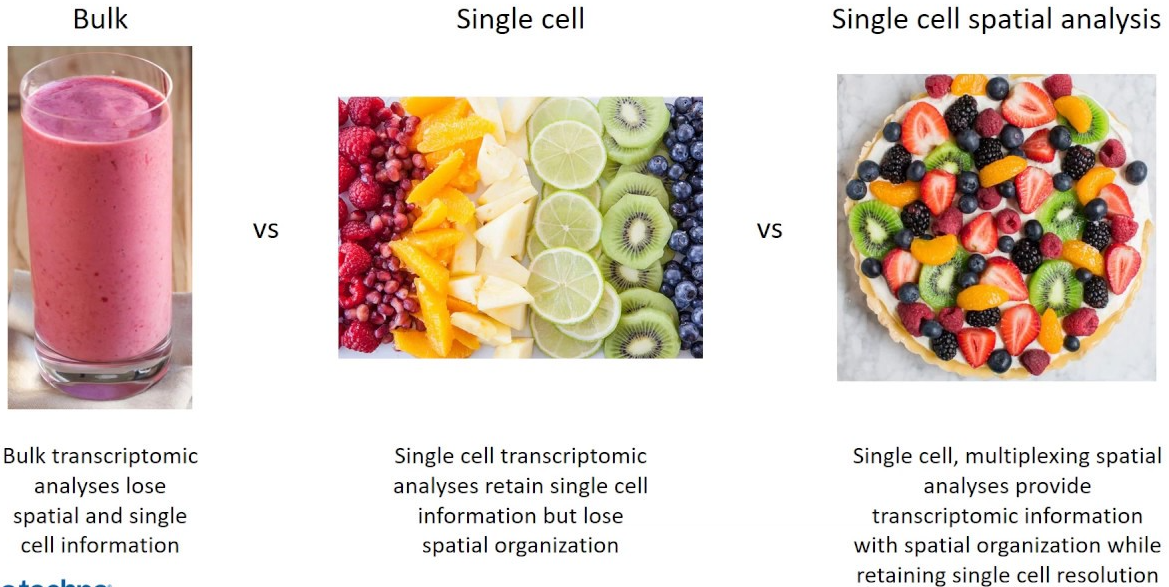 Bulk
Single cell
Single cell spatial analysis
vs
vs
Bulk transcriptomic
analyses lose
spatial and single
cell information
Single cell transcriptomic
analyses retain single cell
information but lose
spatial organization
Single cell, multiplexing spatial
analyses provide
transcriptomic information
with spatial organization while
retaining single cell resolution